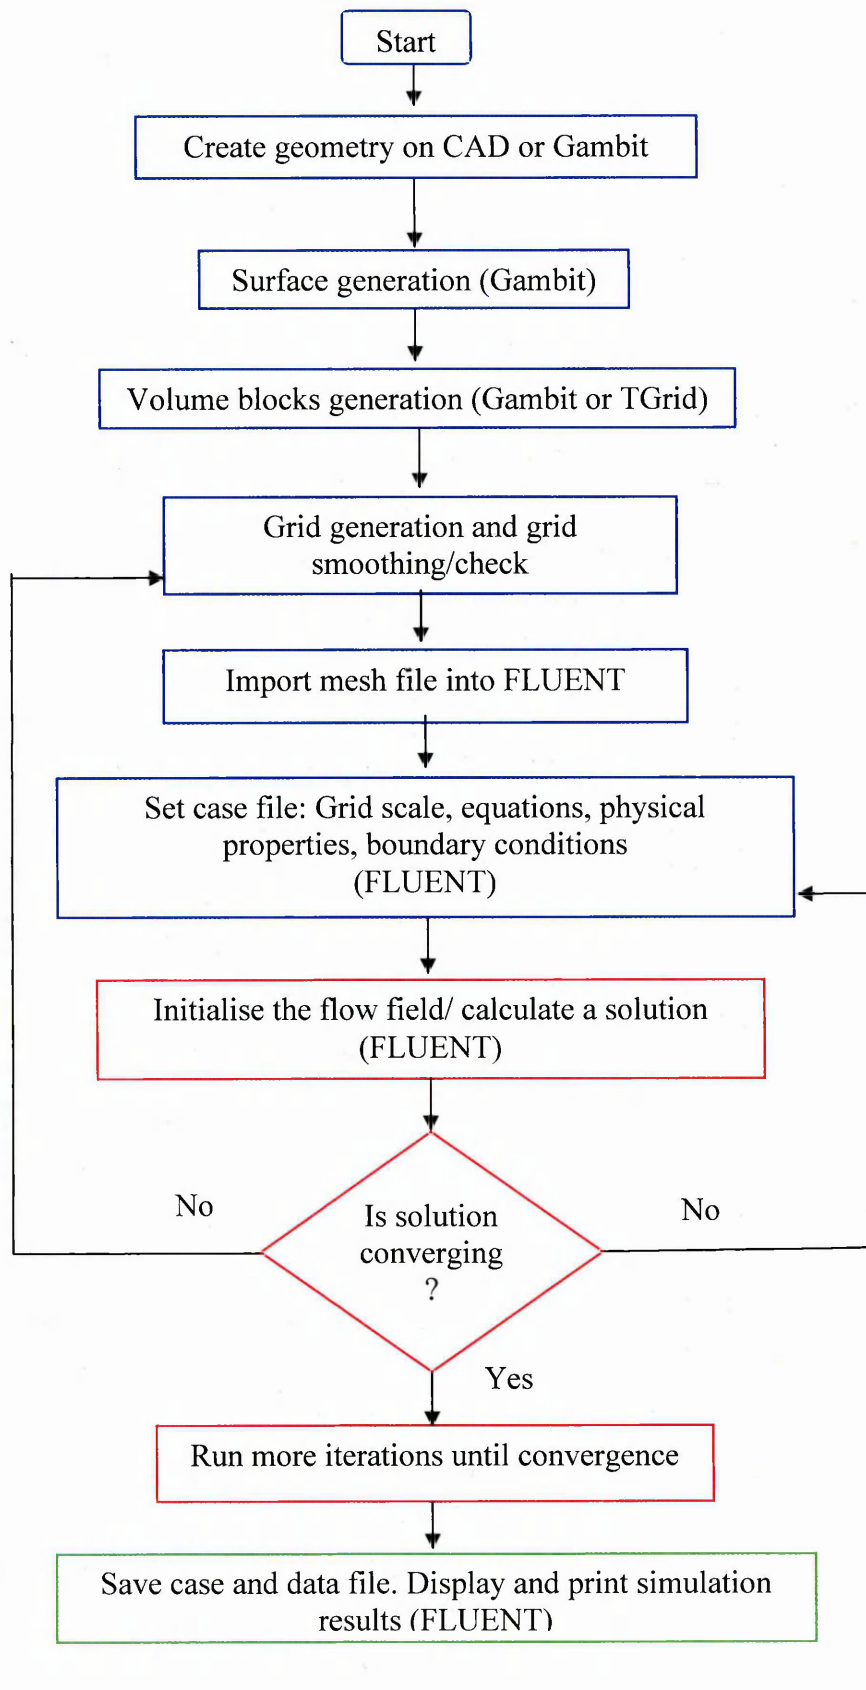 Start
Create geometry on CAD or Gambit
Surface generation (Gambit)
Volume blocks generation (Gambit or TGrid)
Grid generation and grid
smoothing/check
Import mesh file into FLUENT
Set case file: Grid scale, equations, physical
properties, boundary conditions
(FLUENT)
Initialise the flow field/ calculate a solution
(FLUENT)
No
Is solution
converging
?
No
Yes
Run more iterations until convergence
Save case and data file. Display and print simulation
results (FLUENT)